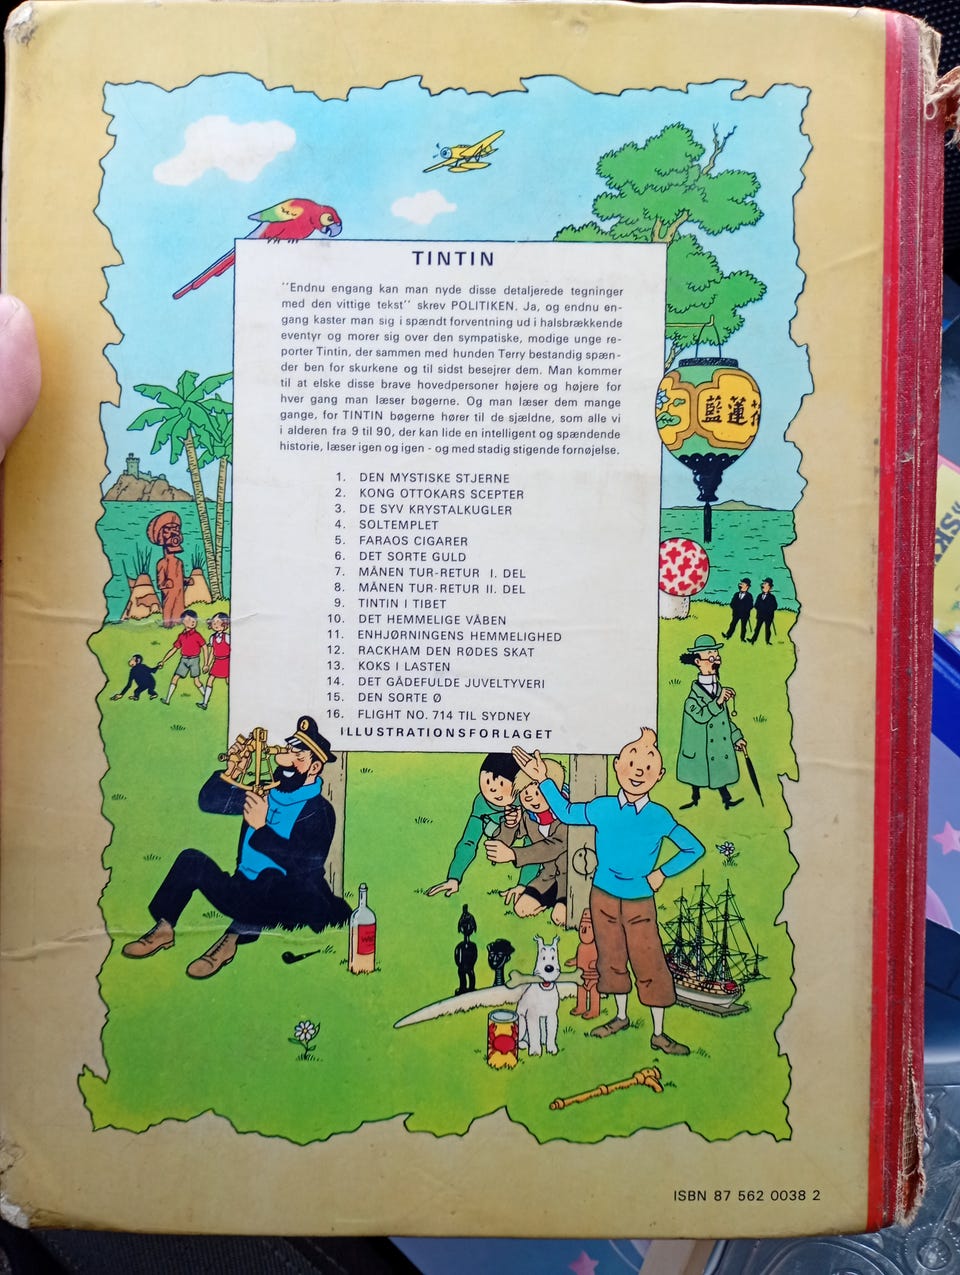 TINTIN
"Endnu engang kan man nyde disse detaljerede tegninger
med den vittige tekst" skrev POLITIKEN. Ja, og endnu en-
gang kaster man sig i spændt forventning ud i halsbrækkende
eventyr og morer sig over den sympatiske, modige unge re-
porter Tintin, der sammen med hunden Terry bestandig spæn-
der ben for skurkene og til sidst besejrer dem. Man kommer
til at elske disse brave hovedpersoner højere og højere for
hver gang man læser bøgerne. Og man læser dem mange
gange, for TINTIN bøgerne hører til de sjældne, som alle vi
i alderen fra 9 til 90, der kan lide en intelligent og spændende
historie, læser igen og igen - og med stadig stigende fornøjelse.
1. DEN MYSTISKE STJERNE
2. KONG OTTOKARS SCEPTER
3. DE SYV KRYSTALKUGLER
4. SOLTEMPLET
5. FARAOS CIGARER
6. DET SORTE GULD
7. MÅNEN TUR-RETUR I. DEL
8. MÅNEN TUR-RETUR II. DEL
9. TINTIN I TIBET
10. DET HEMMELIGE VÅBEN
11. ENHJØRNINGENS HEMMELIGHED
12. RACKHAM DEN RØDES SKAT
13. KOKS I LASTEN
14. DET GÅDEFULDE JUVELTYVERI
15. DEN SORTE Ø
16. FLIGHT NO. 714 TIL SYDNEY
ILLUSTRATIONSFORLAGET
藍蓮
ISBN 87 562 0038 2